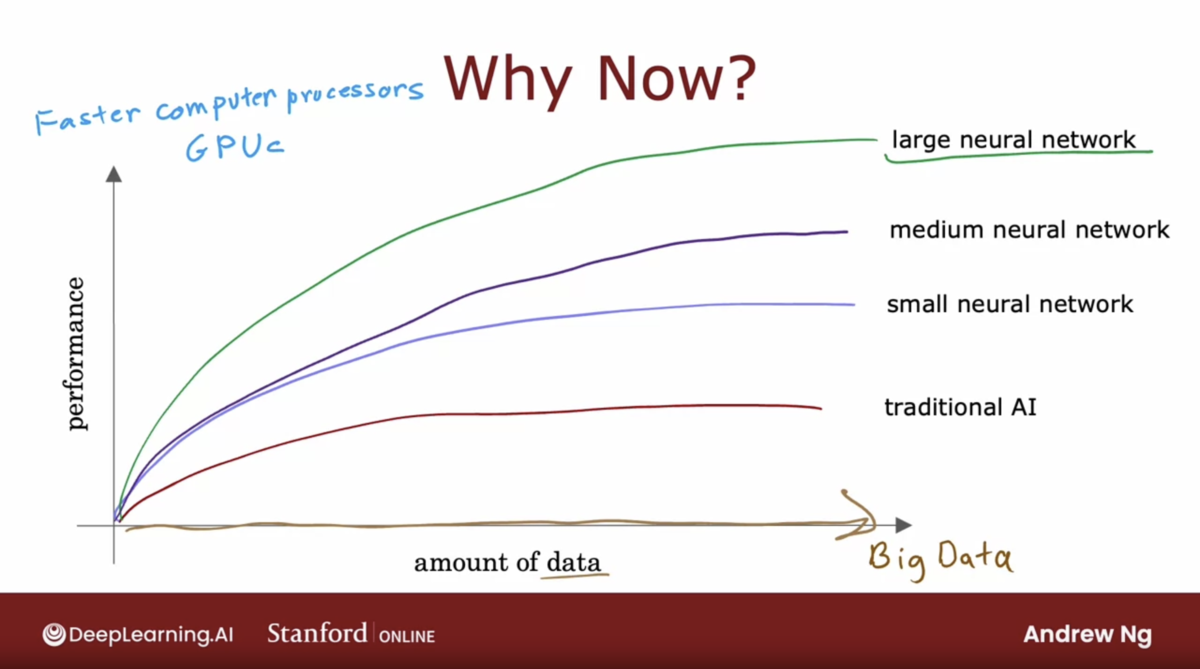 Why Now?
Faster computer processors
GPUs
large neural network
medium neural network
small neural network
traditional AI
performance
amount of data
Big Data
DeepLearning.AI Stanford ONLINE Andrew Ng